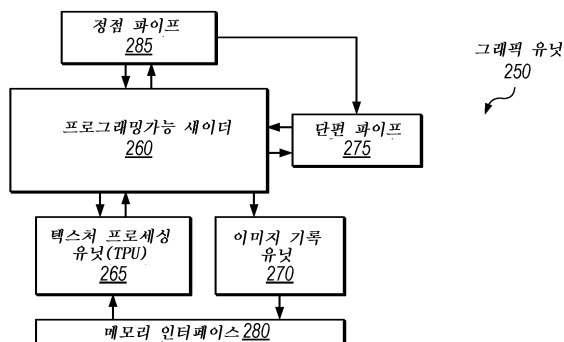 정점 파이프
285
그래픽 유닛
250
프로그래밍가능 섀이더
260
단편 파이프
275
텍스처 프로세싱
유닛(TPU)
265
이미지 기록
유닛
270
메모리 인터페이스 280